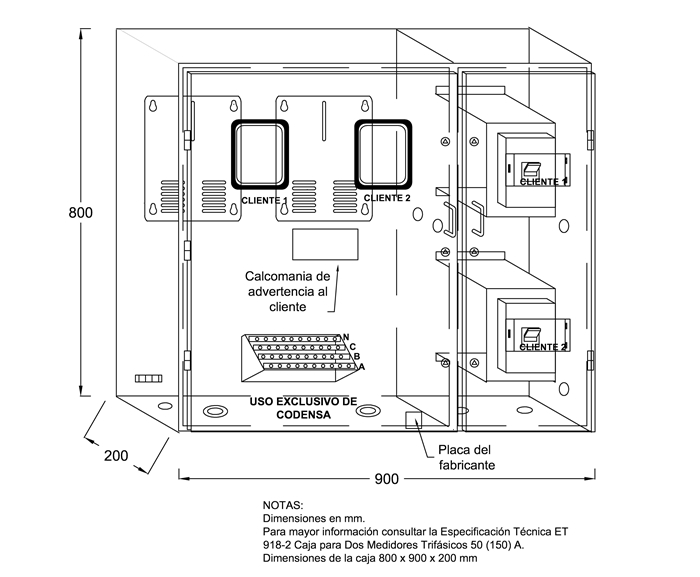 800
CLIENTE 1
CLIENTE 2
CLIENTE 1
Calcomania de
advertencia al
cliente
N
C
B
A
CLIENTE 2
USO EXCLUSIVO DE
CODENSA
200
Placa del
fabricante
900
NOTAS:
Dimensiones en mm.
Para mayor información consultar la Especificación Técnica ET
918-2 Caja para Dos Medidores Trifásicos 50 (150) A.
Dimensiones de la caja 800 x 900 x 200 mm